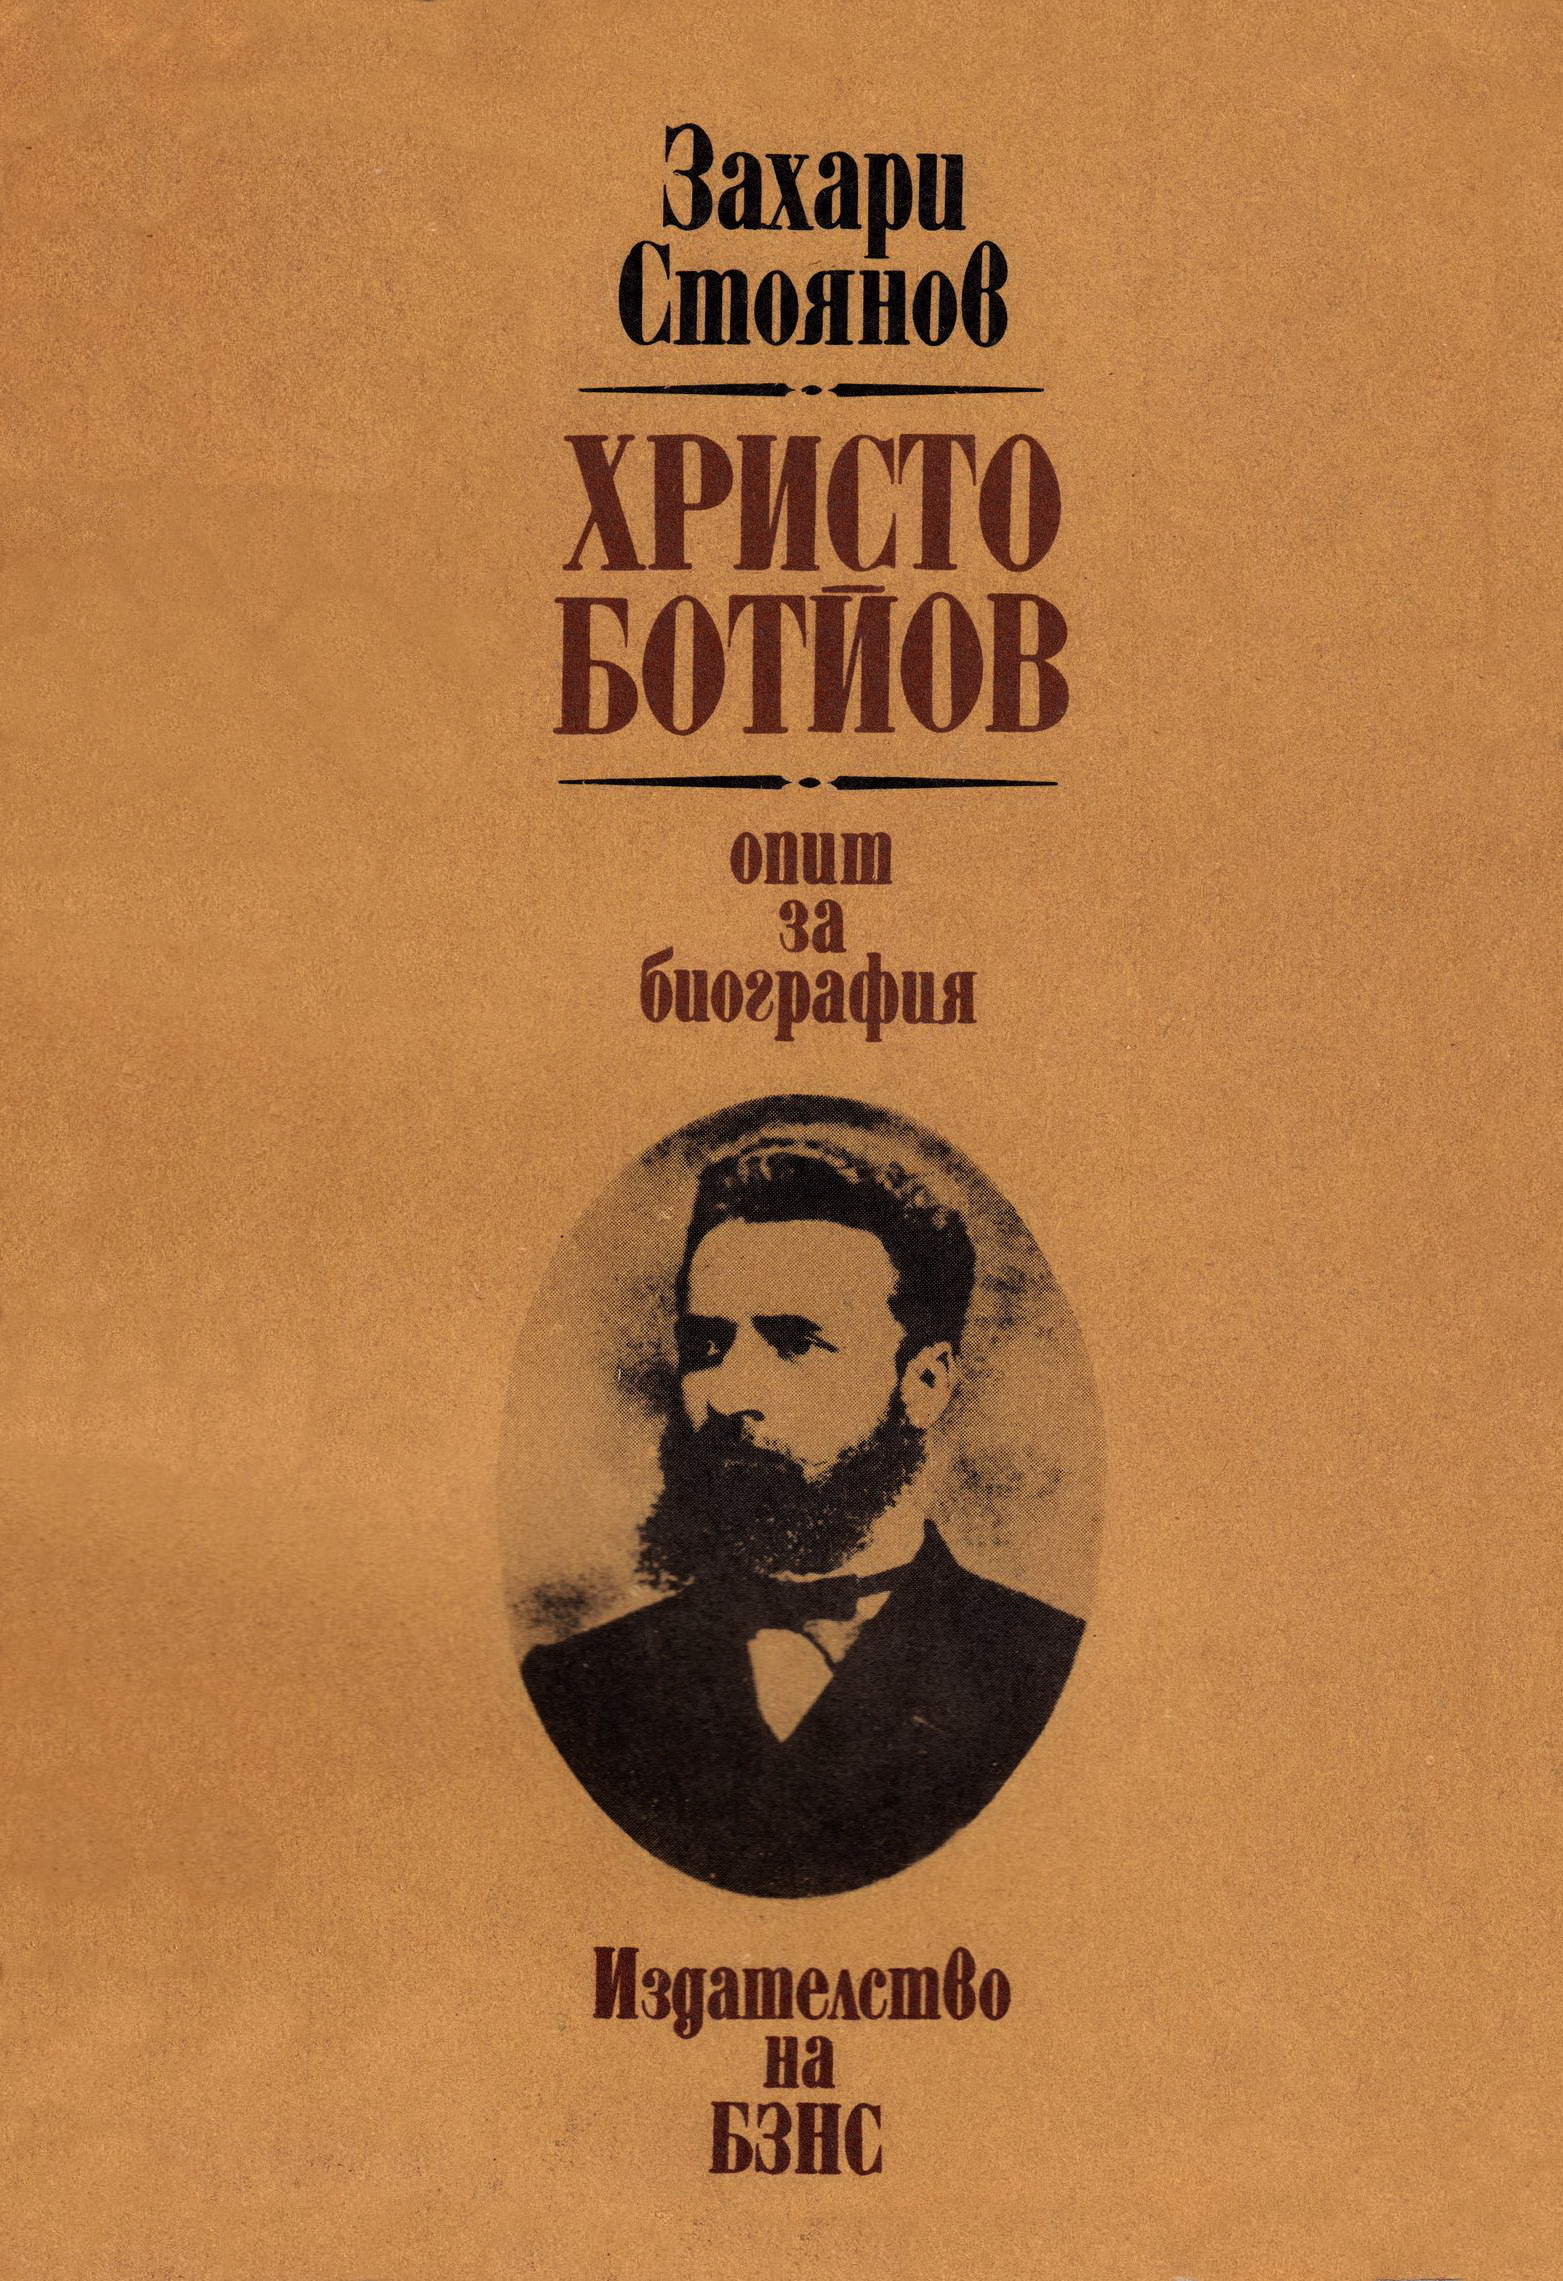 Захари
Стоянов
ХРИСТО
БОТЙОВ
опит
за
биография
Издателство
на
БЗНС